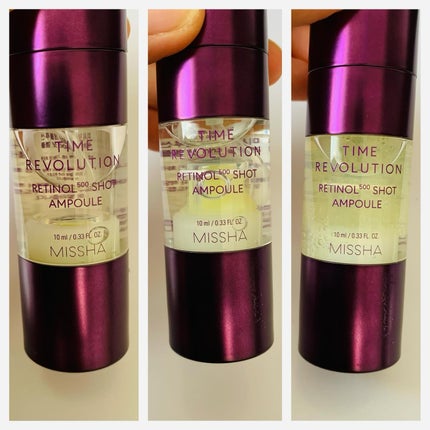 TIME
REVOLUTION
RETINOL⁵⁰⁰ SHOT
AMPOULE
10 ml / 0.33 FL. OZ.
MISSHA
TIME
REVOLUTION
RETINOL⁵⁰⁰ SHOT
AMPOULE
10 ml / 0.33 FL. OZ.
MISSHA
TIME
REVOLUTION
RETINOL⁵⁰⁰ SHOT
AMPOULE
10 ml / 0.33 FL. OZ.
MISSHA